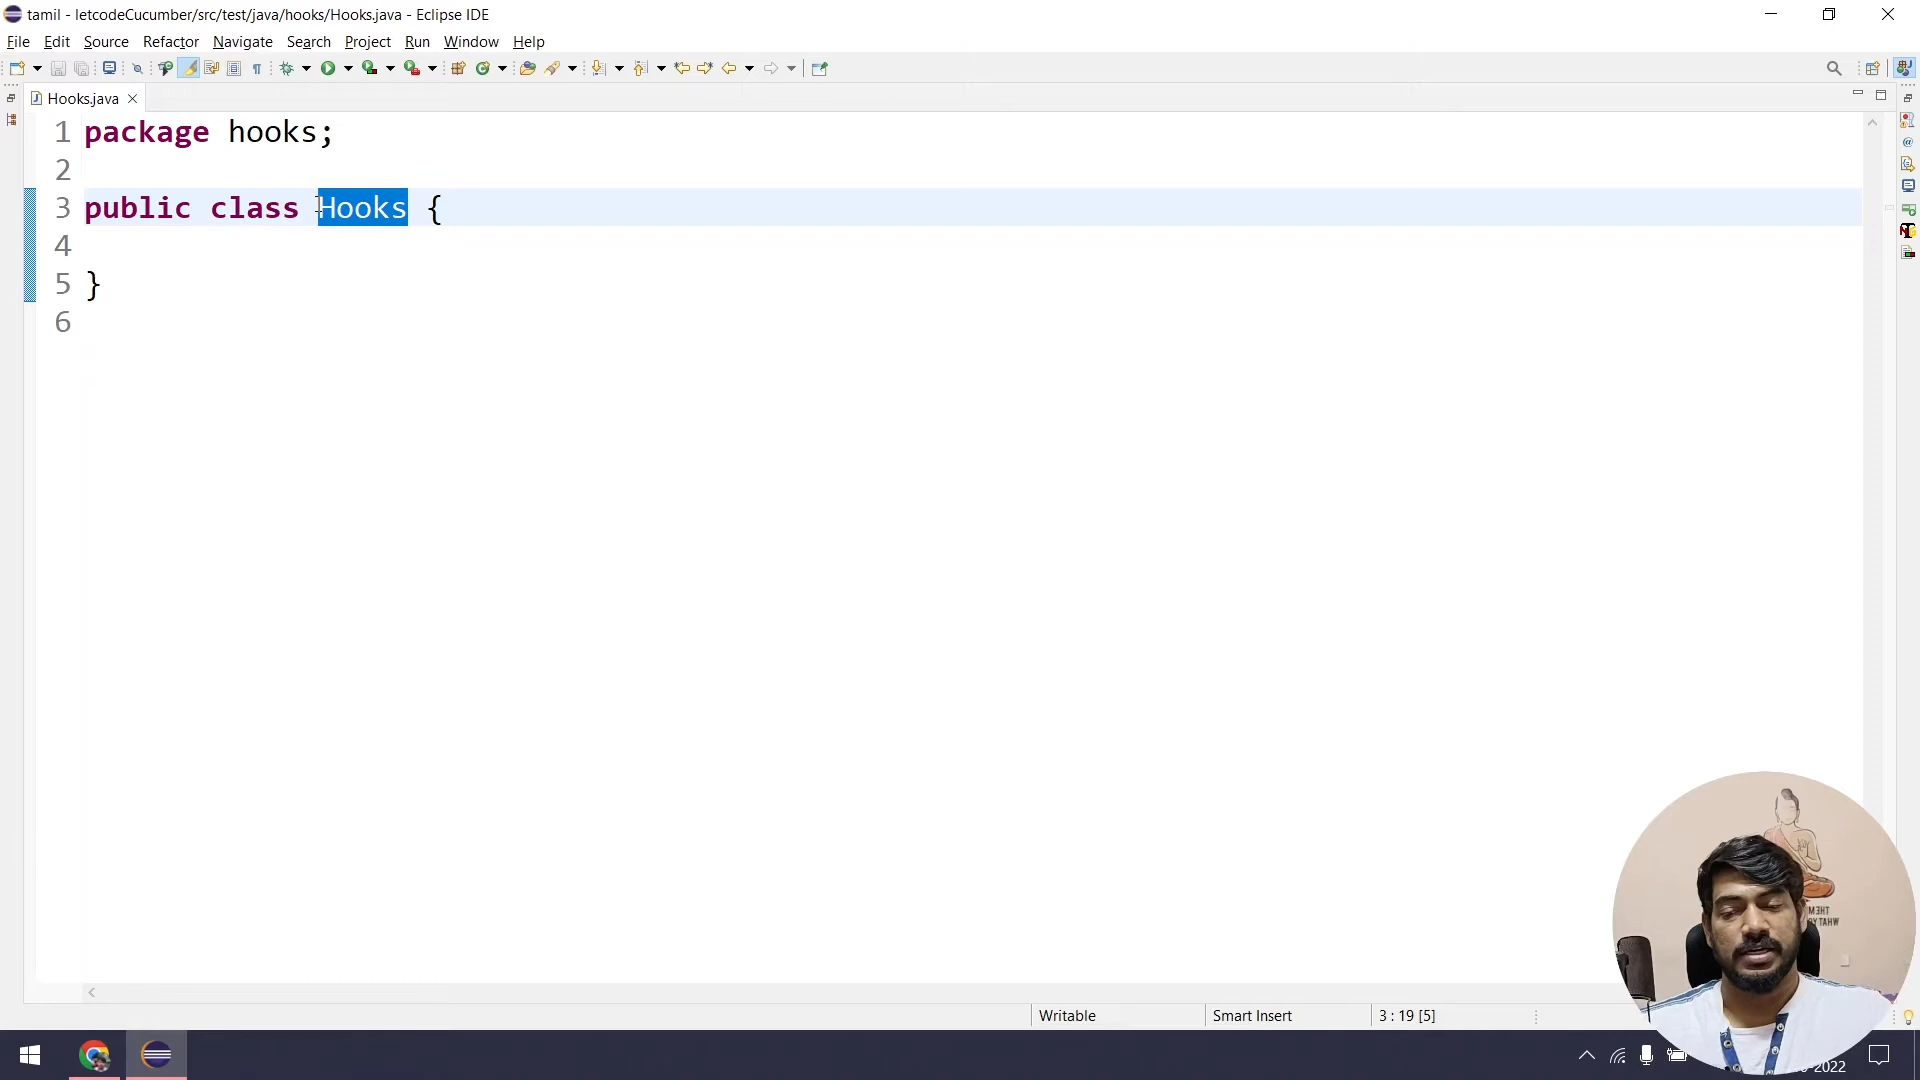 tamil - letcodeCucumber/src/test/java/hooks/Hooks.java - Eclipse IDE
File Edit Source Refactor Navigate Search Project Run Window Help
Hooks.java
1 package hooks;
2
3 public class Hooks {
4
5 }
6
Writable Smart Insert 3 : 19 [5]